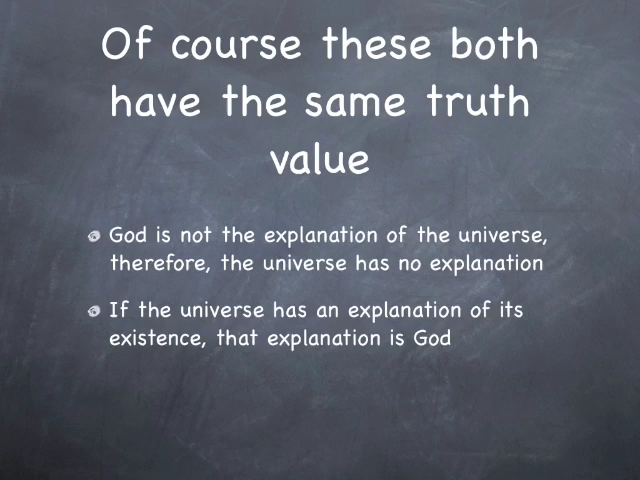 Of course these both
have the same truth
value
God is not the explanation of the universe,
therefore, the universe has no explanation
If the universe has an explanation of its
existence, that explanation is God